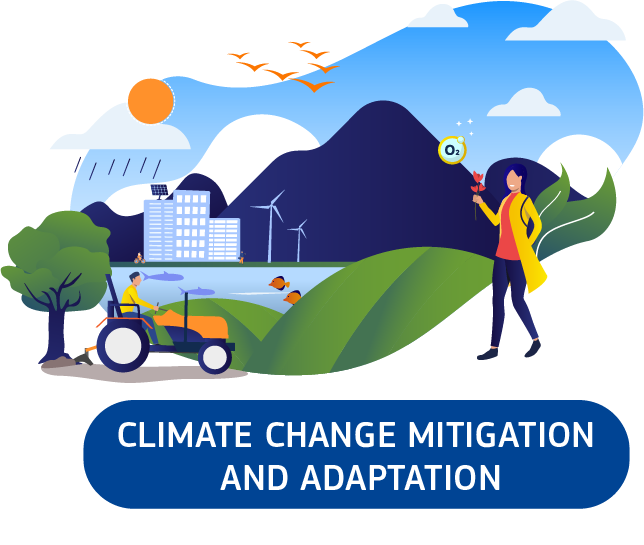 O₂
CLIMATE CHANGE MITIGATION
AND ADAPTATION